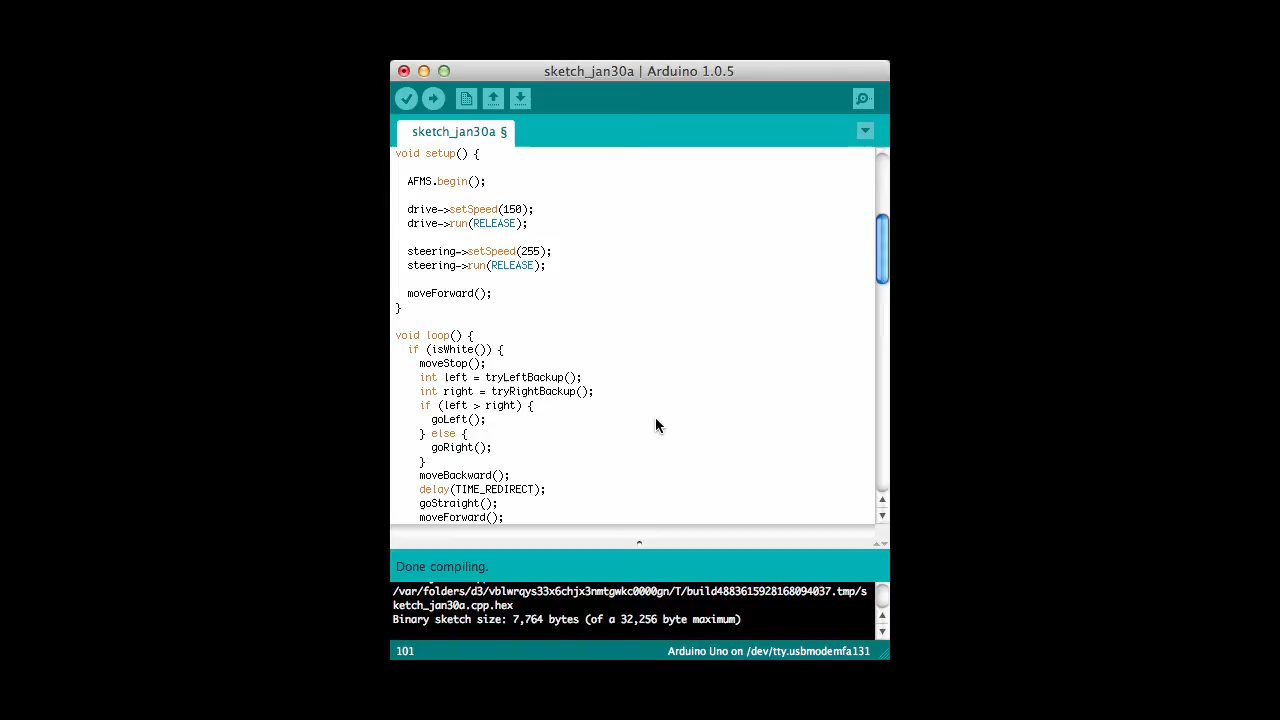 sketch_jan30a | Arduino 1.0.5
sketch_jan30a §
void setup() {
AFMS.begin();
drive->setSpeed(150);
drive->run(RELEASE);
steering->setSpeed(255);
steering->run(RELEASE);
moveForward();
}
void loop() {
if (isWhite()) {
moveStop();
int left = tryLeftBackup();
int right = tryRightBackup();
if (left > right) {
goLeft();
} else {
goRight();
}
moveBackward();
delay(TIME_REDIRECT);
goStraight();
moveForward();
Done compiling.
/var/folders/d3/vblwrqys33x6chjx3nmtgwkc0000gn/T/build4883615928168094037.tmp/s
ketch_jan30a.cpp.hex
Binary sketch size: 7,764 bytes (of a 32,256 byte maximum)
101
Arduino Uno on /dev/tty.usbmodemfa131